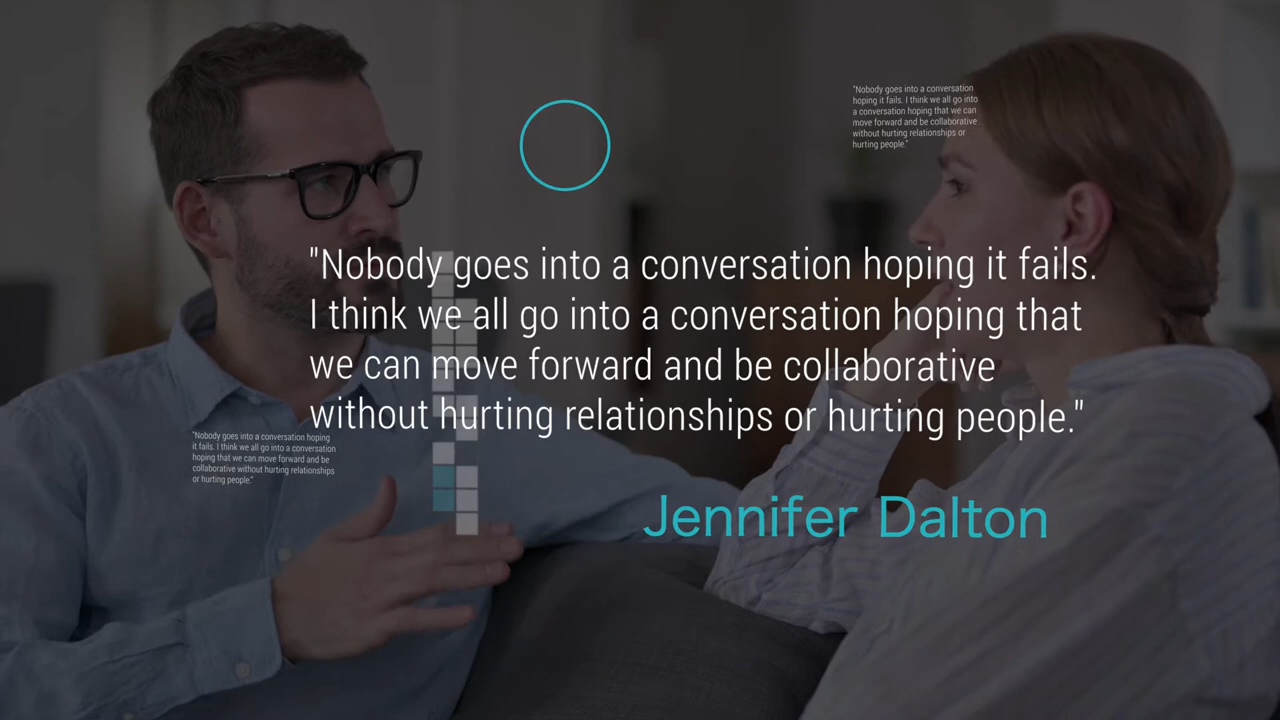 "Nobody goes into a conversation
hoping it fails. I think we all go into
a conversation hoping that we can
move forward and be collaborative
without hurting relationships or
hurting people."
"Nobody goes into a conversation hoping it fails.
I think we all go into a conversation hoping that
we can move forward and be collaborative
without hurting relationships or hurting people."
"Nobody goes into a conversation hoping
it fails. I think we all go into a conversation
hoping that we can move forward and be
collaborative without hurting relationships
or hurting people."
Jennifer Dalton